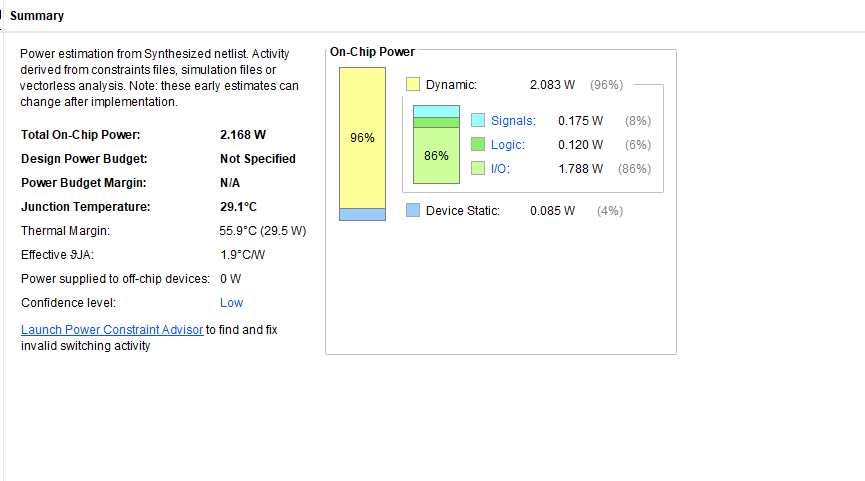 Summary
Power estimation from Synthesized netlist. Activity
derived from constraints files, simulation files or
vectorless analysis. Note: these early estimates can
change after implementation.
Total On-Chip Power: 2.168 W
Design Power Budget: Not Specified
Power Budget Margin: N/A
Junction Temperature: 29.1°C
Thermal Margin: 55.9°C (29.5 W)
Effective ϑJA: 1.9°C/W
Power supplied to off-chip devices: 0 W
Confidence level: Low
Launch Power Constraint Advisor to find and fix
invalid switching activity
On-Chip Power
96%
Dynamic: 2.083 W (96%)
86%
Signals: 0.175 W (8%)
Logic: 0.120 W (6%)
I/O: 1.788 W (86%)
Device Static: 0.085 W (4%)